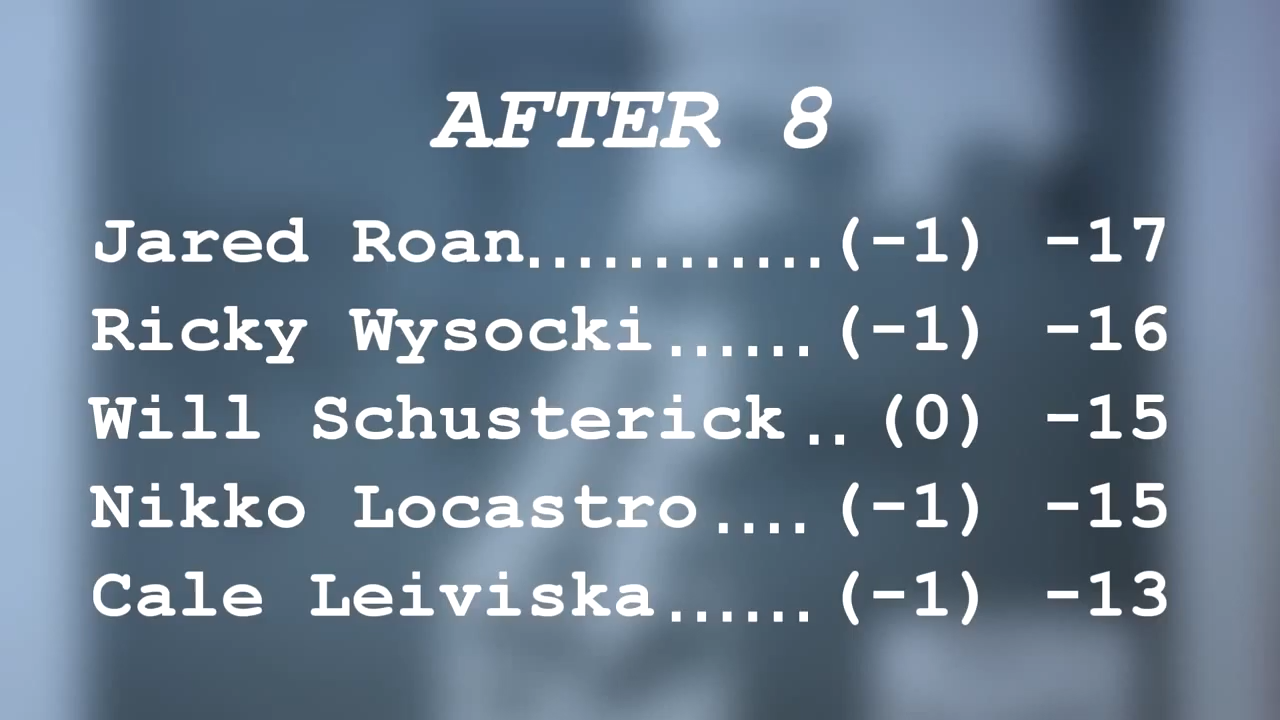 AFTER 8
Jared Roan............(-1) -17
Ricky Wysocki......(-1) -16
Will Schusterick..(0) -15
Nikko Locastro....(-1) -15
Cale Leiviska......(-1) -13